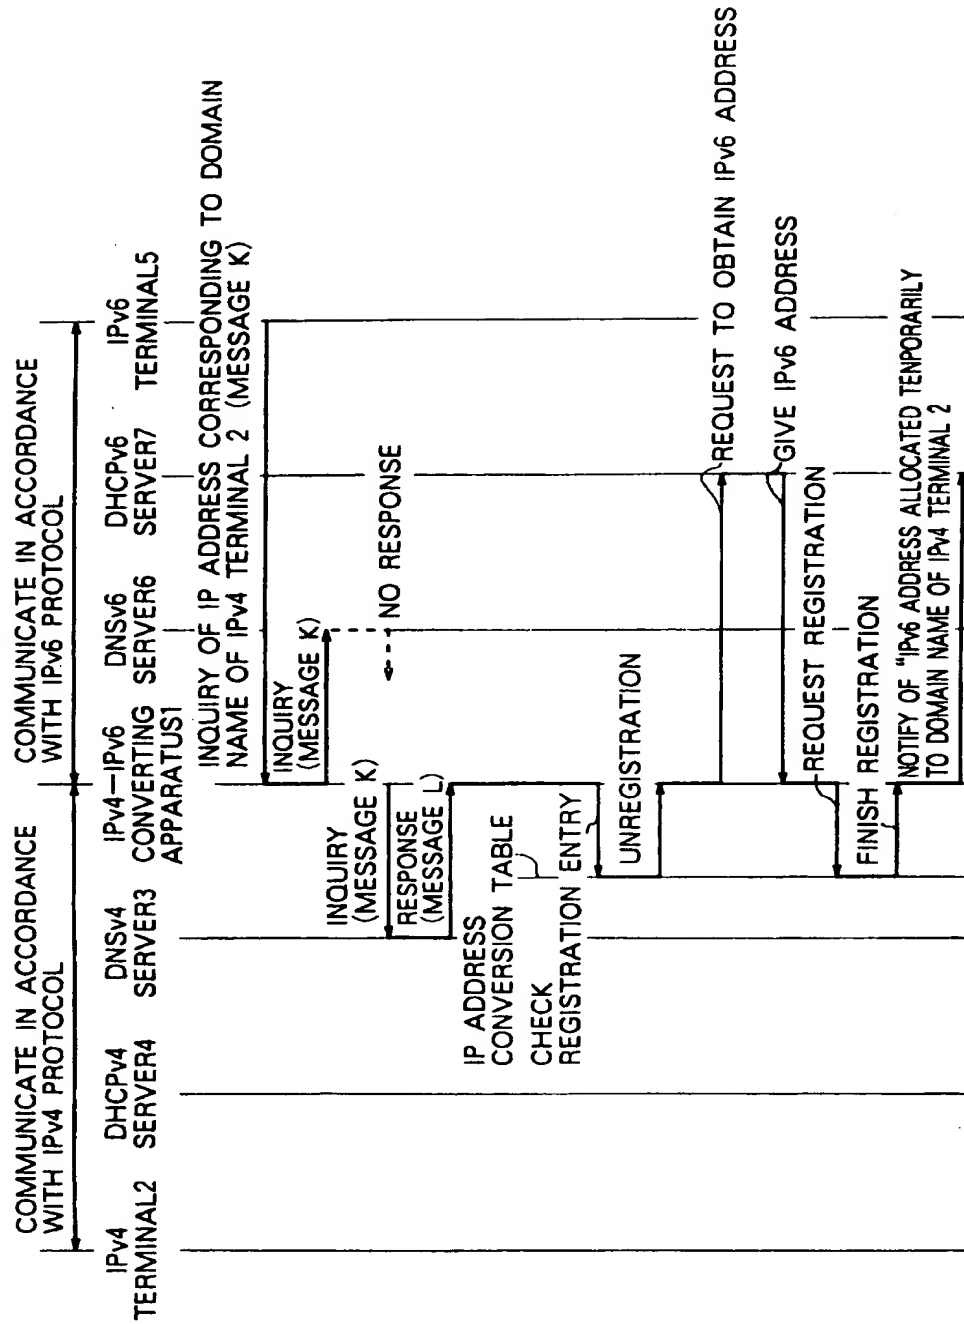 COMMUNICATE IN ACCORDANCE
WITH IPv4 PROTOCOL
COMMUNICATE IN ACCORDANCE
WITH IPv6 PROTOCOL
IPv4
TERMINAL2
DHCPv4
SERVER4
DNSv4
SERVER3
IPv4-IPv6
CONVERTING
APPARATUS1
DNSv6
SERVER6
DHCPv6
SERVER7
IPv6
TERMINAL5
INQUIRY OF IP ADDRESS CORRESPONDING TO DOMAIN
NAME OF IPv4 TERMINAL 2 (MESSAGE K)
INQUIRY
(MESSAGE K)
NO RESPONSE
INQUIRY
(MESSAGE K)
RESPONSE
(MESSAGE L)
IP ADDRESS
CONVERSION TABLE
CHECK
REGISTRATION ENTRY
UNREGISTRATION
REQUEST TO OBTAIN IPv6 ADDRESS
GIVE IPv6 ADDRESS
REQUEST REGISTRATION
FINISH REGISTRATION
NOTIFY OF "IPv6 ADDRESS ALLOCATED TENPORARILY
TO DOMAIN NAME OF IPv4 TERMINAL 2